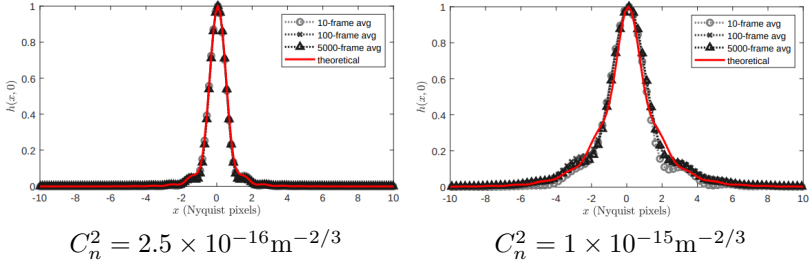 10-frame avg
100-frame avg
5000-frame avg
theoretical
h(x, 0)
1
0.8
0.6
0.4
0.2
0
-10 -8 -6 -4 -2 0 2 4 6 8 10
x (Nyquist pixels)
C_n^2 = 2.5 × 10^{-16} m^{-2/3}
10-frame avg
100-frame avg
5000-frame avg
theoretical
h(x, 0)
1
0.8
0.6
0.4
0.2
0
-10 -8 -6 -4 -2 0 2 4 6 8 10
x (Nyquist pixels)
C_n^2 = 1 × 10^{-15} m^{-2/3}